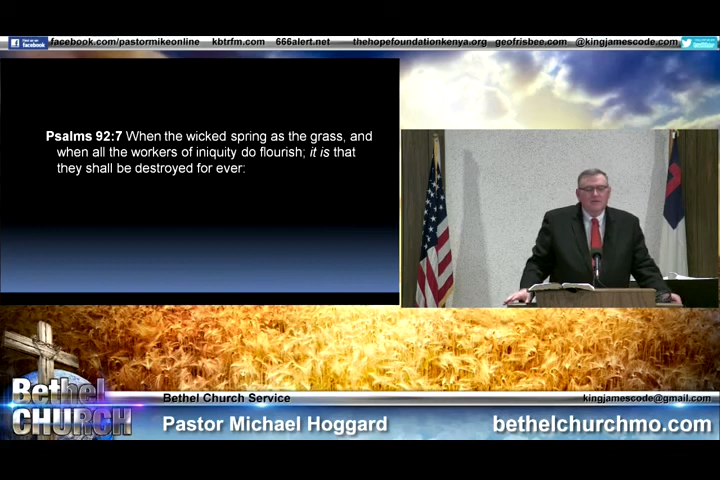 facebook.com/pastormikeonline kbtrfm.com 666alert.net thehopefoundationkenya.org geofrisbee.com @kingjamescode.com
Psalms 92:7 When the wicked spring as the grass, and
when all the workers of iniquity do flourish; it is that
they shall be destroyed for ever:
Bethel
CHURCH
Bethel Church Service
kingjamescode@gmail.com
Pastor Michael Hoggard
bethelchurchmo.com